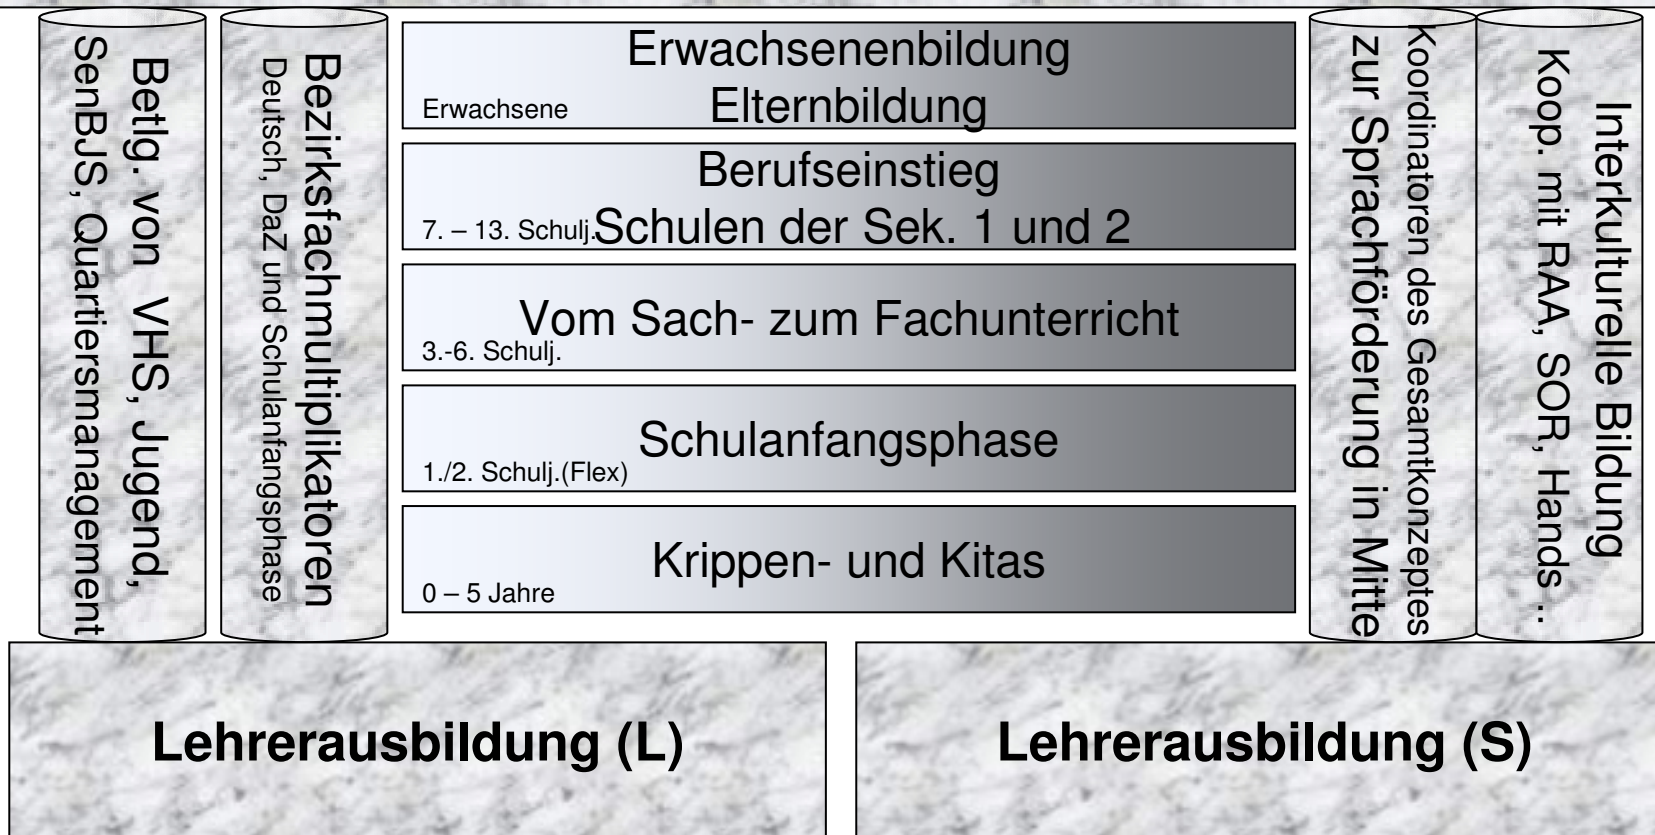 Betlg. von VHS, Jugend,
SenBJS, Quartiersmanagement
Bezirksfachmultiplikatoren
Deutsch, DaZ und Schulanfangsphase
Erwachsenenbildung
Elternbildung
Erwachsene
Berufseinstieg
Schulen der Sek. 1 und 2
7. – 13. Schulj.
Vom Sach- zum Fachunterricht
3.-6. Schulj.
Schulanfangsphase
1./2. Schulj.(Flex)
Krippen- und Kitas
0 – 5 Jahre
Koordinatoren des Gesamtkonzeptes
zur Sprachförderung in Mitte
Interkulturelle Bildung
Koop. mit RAA, SOR, Hands ..
Lehrerausbildung (L)
Lehrerausbildung (S)